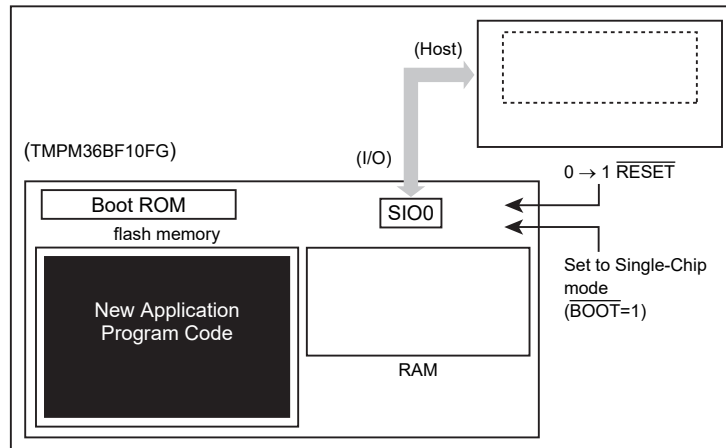 (Host)
(TMPM36BF10FG)
(I/O)
0 → 1 RESET
Boot ROM
SIO0
flash memory
Set to Single-Chip
mode
(BOOT=1)
New Application
Program Code
RAM